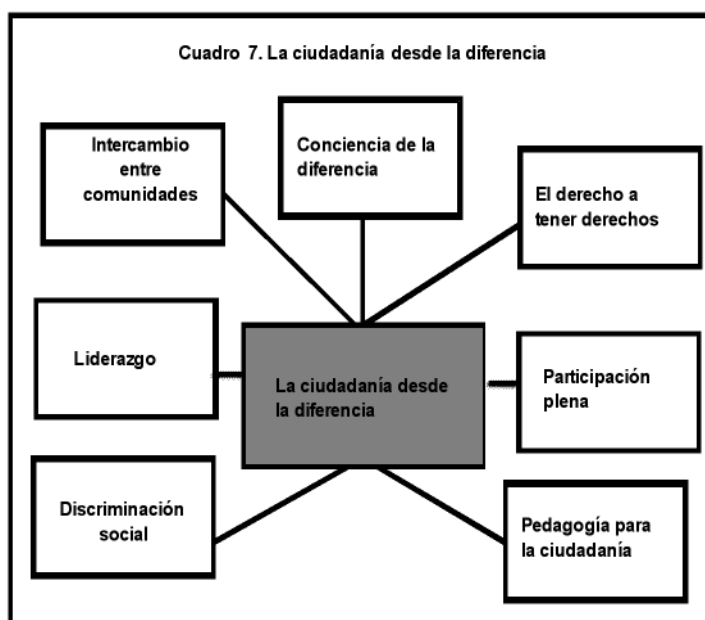 Cuadro 7. La ciudadanía desde la diferencia
Intercambio
entre
comunidades
Conciencia de la
diferencia
El derecho a
tener derechos
Liderazgo
La ciudadanía desde
la diferencia
Participación
plena
Discriminación
social
Pedagogía para
la ciudadanía